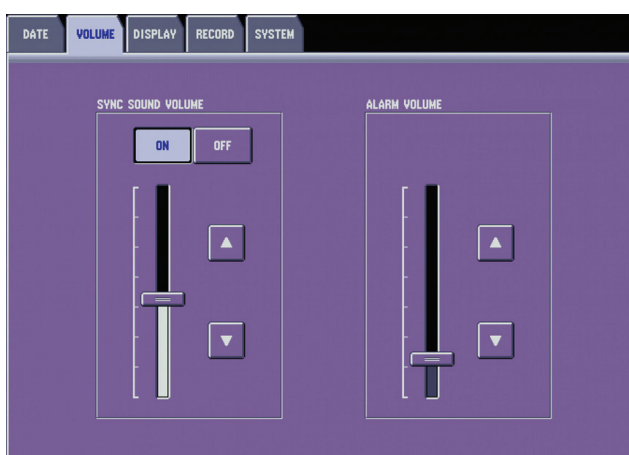 DATE VOLUME DISPLAY RECORD SYSTEM
SYNC SOUND VOLUME ALARM VOLUME
ON OFF